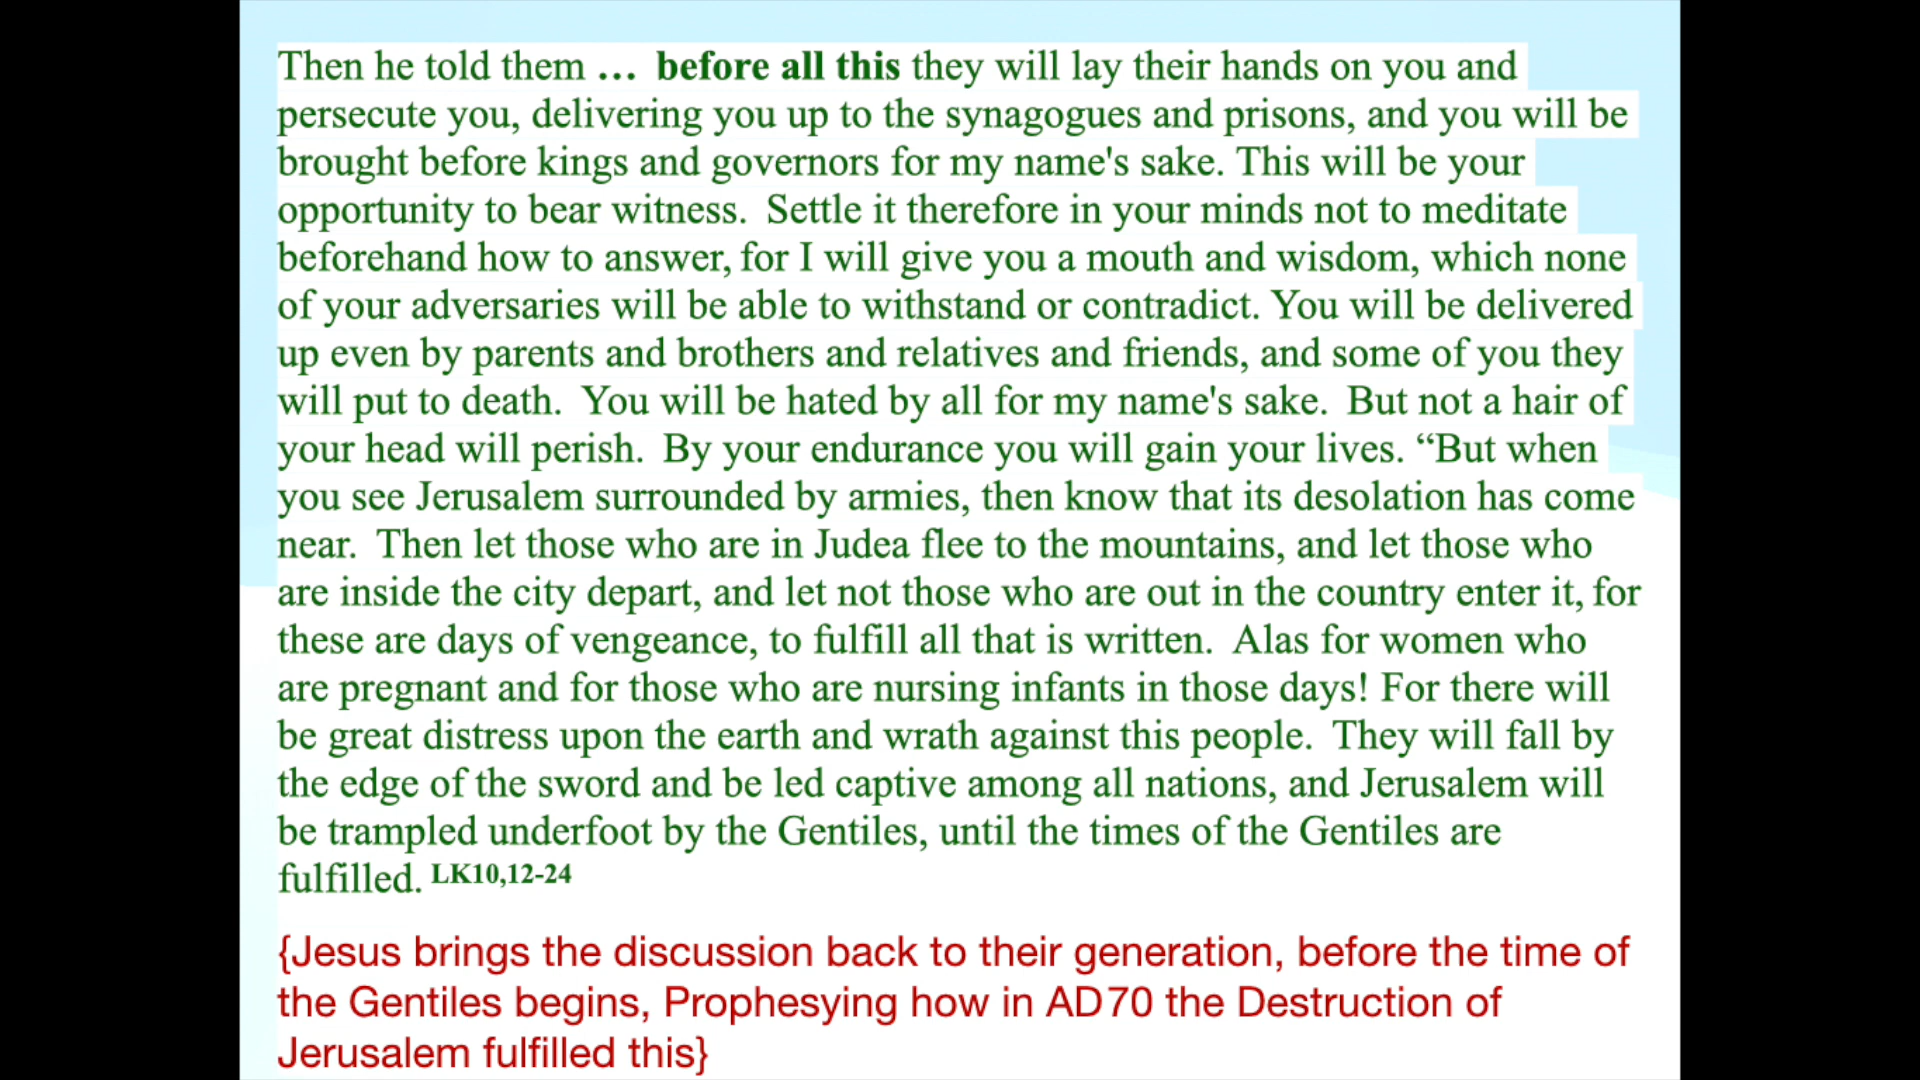 Then he told them ... before all this they will lay their hands on you and
persecute you, delivering you up to the synagogues and prisons, and you will be
brought before kings and governors for my name's sake. This will be your
opportunity to bear witness. Settle it therefore in your minds not to meditate
beforehand how to answer, for I will give you a mouth and wisdom, which none
of your adversaries will be able to withstand or contradict. You will be delivered
up even by parents and brothers and relatives and friends, and some of you they
will put to death. You will be hated by all for my name's sake. But not a hair of
your head will perish. By your endurance you will gain your lives. “But when
you see Jerusalem surrounded by armies, then know that its desolation has come
near. Then let those who are in Judea flee to the mountains, and let those who
are inside the city depart, and let not those who are out in the country enter it, for
these are days of vengeance, to fulfill all that is written. Alas for women who
are pregnant and for those who are nursing infants in those days! For there will
be great distress upon the earth and wrath against this people. They will fall by
the edge of the sword and be led captive among all nations, and Jerusalem will
be trampled underfoot by the Gentiles, until the times of the Gentiles are
fulfilled. LK10,12-24
{Jesus brings the discussion back to their generation, before the time of
the Gentiles begins, Prophesying how in AD70 the Destruction of
Jerusalem fulfilled this}